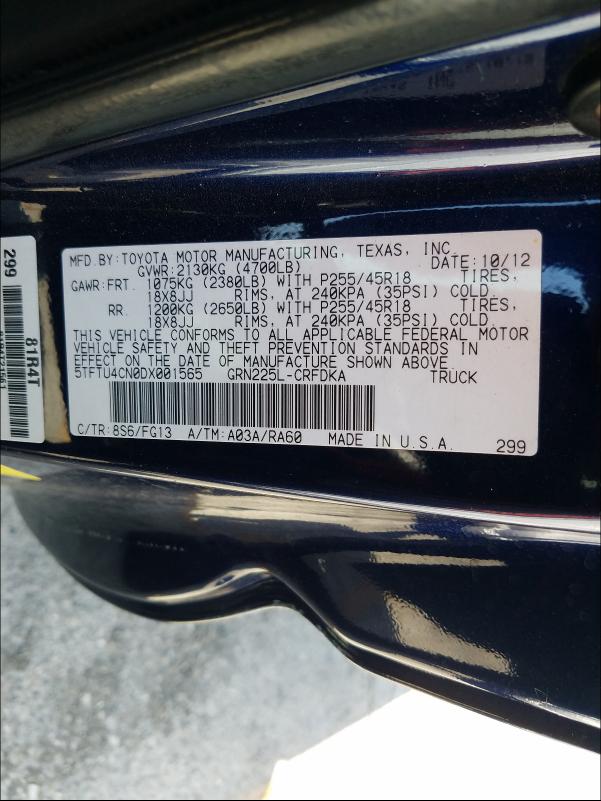 MFD. BY: TOYOTA MOTOR MANUFACTURING, TEXAS, INC.
GVWR: 2130KG (4700LB) DATE: 10/12
GAWR: FRT. 1075KG (2380LB) WITH P255/45R18 TIRES,
18X8JJ RIMS, AT 240KPA (35PSI) COLD.
RR. 1200KG (2650LB) WITH P255/45R18 TIRES,
18X8JJ RIMS, AT 240KPA (35PSI) COLD.
THIS VEHICLE CONFORMS TO ALL APPLICABLE FEDERAL MOTOR
VEHICLE SAFETY AND THEFT PREVENTION STANDARDS IN
EFFECT ON THE DATE OF MANUFACTURE SHOWN ABOVE.
5TFTU4CN0DX001565 GRN225L-CRFDKA TRUCK
C/TR: 8S6/FG13 A/TM: A03A/RA60 MADE IN U.S.A.
299
299
81R4T